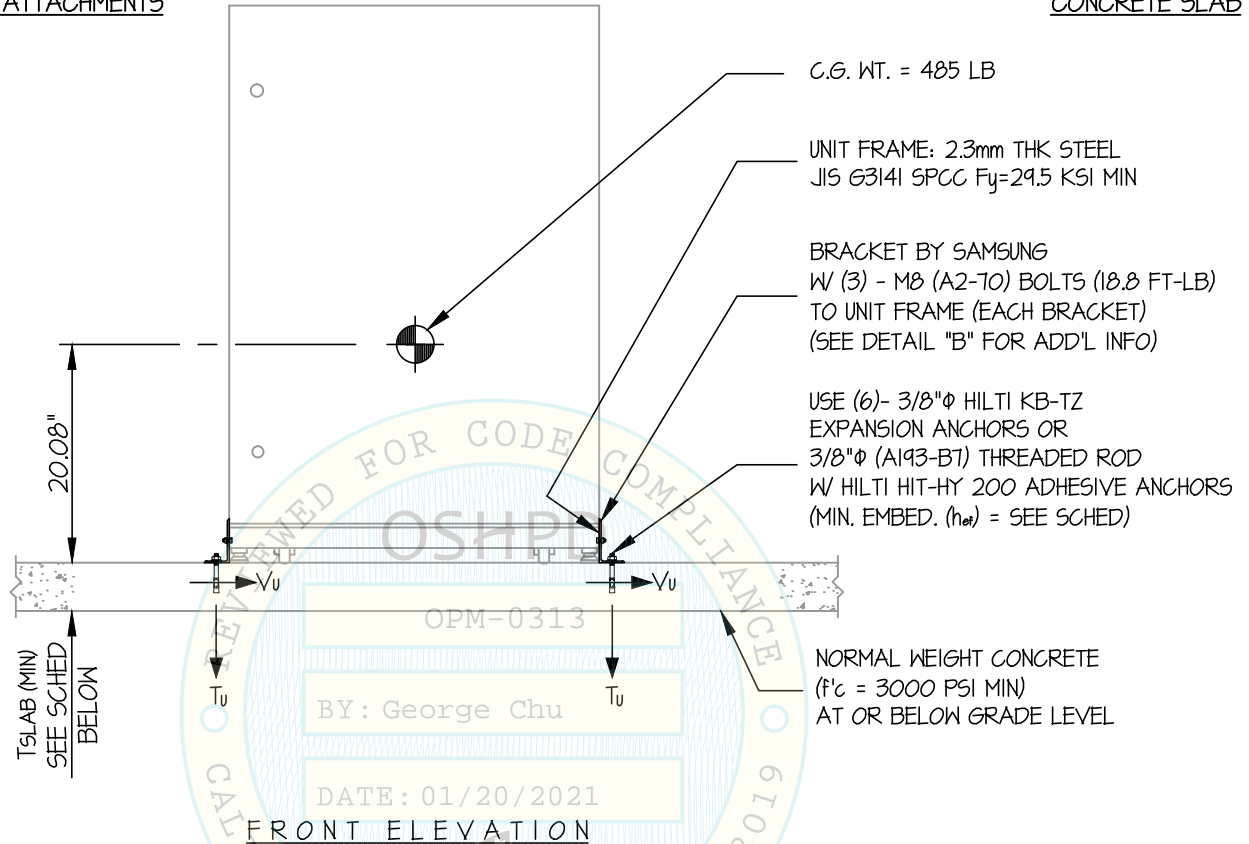 ATTACHMENTS
CONCRETE SLAB
C.G. WT. = 485 LB
UNIT FRAME: 2.3mm THK STEEL
JIS G3141 SPCC Fy=29.5 KSI MIN
BRACKET BY SAMSUNG
W/ (3) - M8 (A2-70) BOLTS (18.8 FT-LB)
TO UNIT FRAME (EACH BRACKET)
(SEE DETAIL "B" FOR ADD'L INFO)
USE (6)- 3/8"Φ HILTI KB-TZ
EXPANSION ANCHORS OR
3/8"Φ (A193-B7) THREADED ROD
W/ HILTI HIT-HY 200 ADHESIVE ANCHORS
(MIN. EMBED. (hef) = SEE SCHED)
20.08"
REVIEWED FOR CODE COMPLIANCE
OSHPD
Vu
Vu
OPM-0313
Tu
Tu
TSLAB (MIN)
SEE SCHED
BELOW
NORMAL WEIGHT CONCRETE
(f'c = 3000 PSI MIN)
AT OR BELOW GRADE LEVEL
BY: George Chu
DATE: 01/20/2021
CAL
2019
FRONT ELEVATION